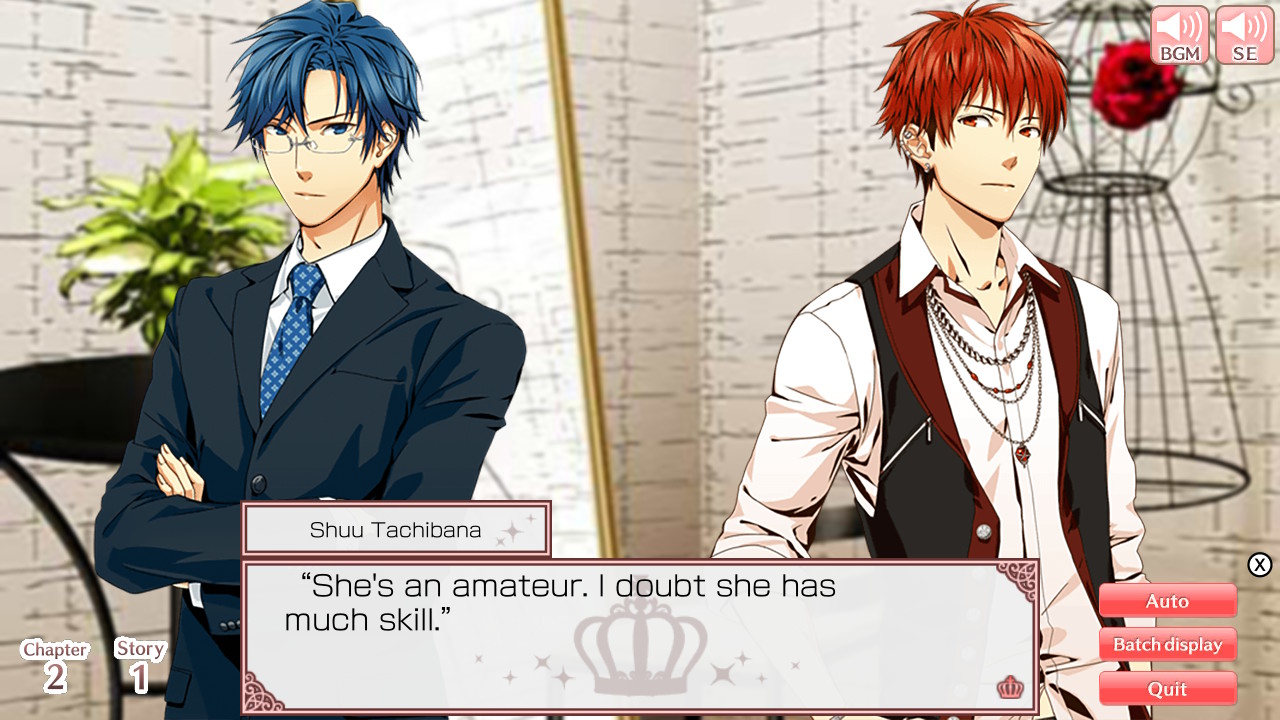 BGM
SE
Shuu Tachibana
“She's an amateur. I doubt she has
much skill.”
X
Auto
Batch display
Quit
Chapter
2
Story
1